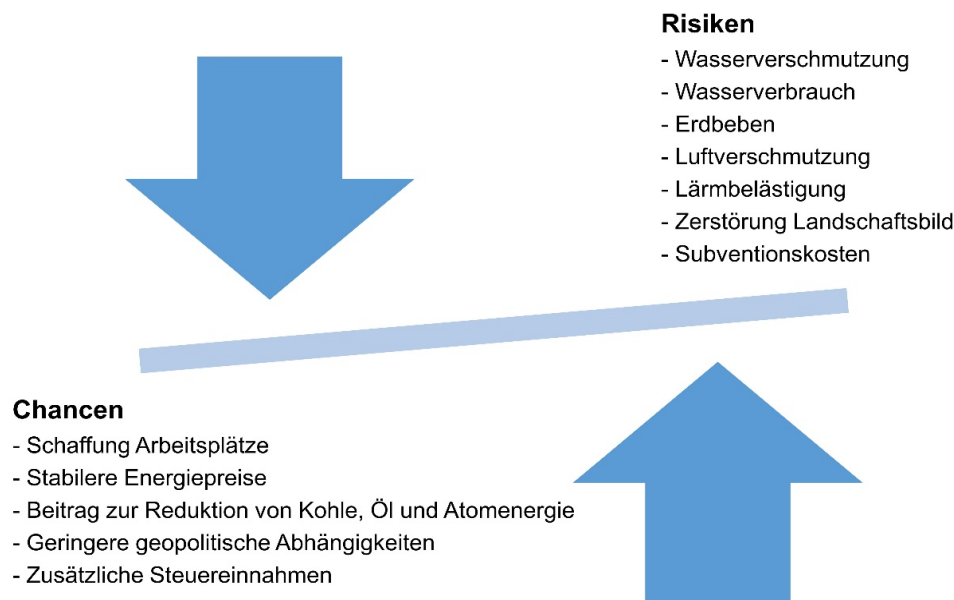 Risiken
- Wasserverschmutzung
- Wasserverbrauch
- Erdbeben
- Luftverschmutzung
- Lärmbelästigung
- Zerstörung Landschaftsbild
- Subventionskosten
Chancen
- Schaffung Arbeitsplätze
- Stabilere Energiepreise
- Beitrag zur Reduktion von Kohle, Öl und Atomenergie
- Geringere geopolitische Abhängigkeiten
- Zusätzliche Steuereinnahmen